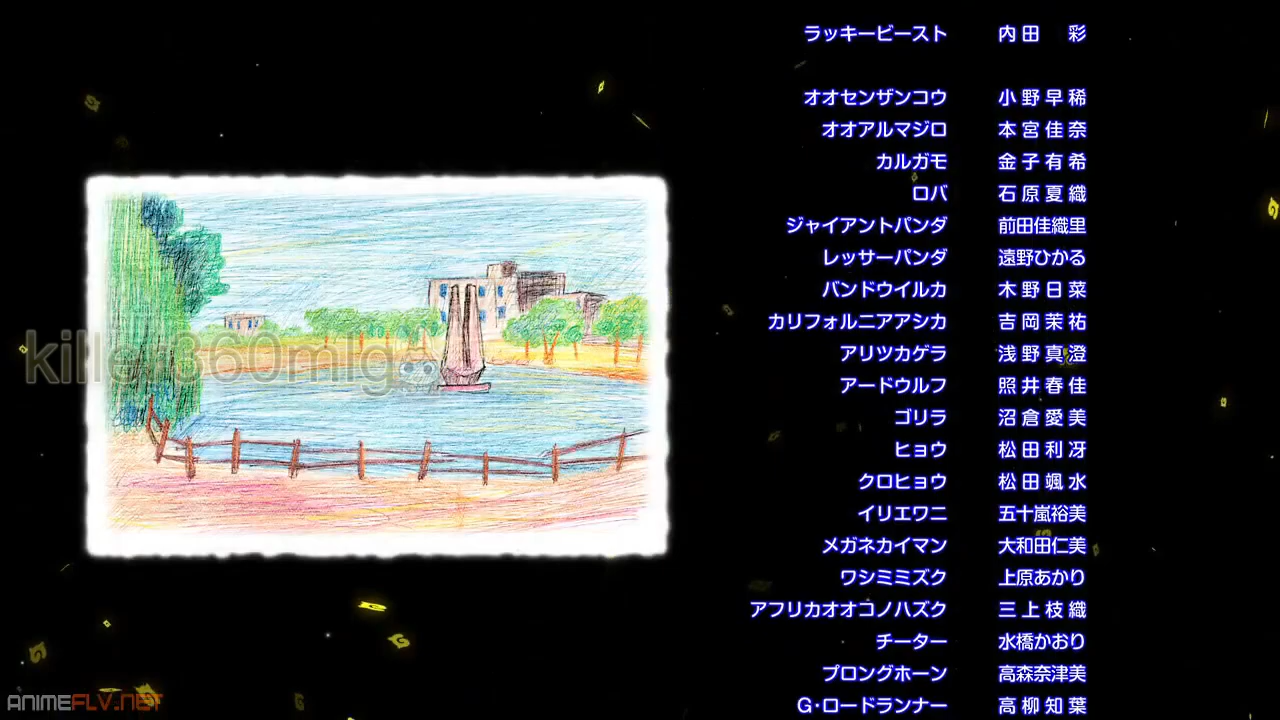 ラッキービースト 内田 彩
オオセンザンコウ 小野早稀
オオアルマジロ 本宮佳奈
カルガモ 金子有希
ロバ 石原夏織
ジャイアントパンダ 前田佳織里
レッサーパンダ 遠野ひかる
バンドウイルカ 木野日菜
カリフォルニアアシカ 吉岡茉祐
アリツカゲラ 浅野真澄
アードウルフ 照井春佳
ゴリラ 沼倉愛美
ヒョウ 松田利冴
クロヒョウ 松田颯水
イリエワニ 五十嵐裕美
メガネカイマン 大和田仁美
ワシミミズク 上原あかり
アフリカオオコノハズク 三上枝織
チーター 水橋かおり
プロングホーン 高森奈津美
G・ロードランナー 高柳知葉
killer360mlg
ANIMEFLV.NET